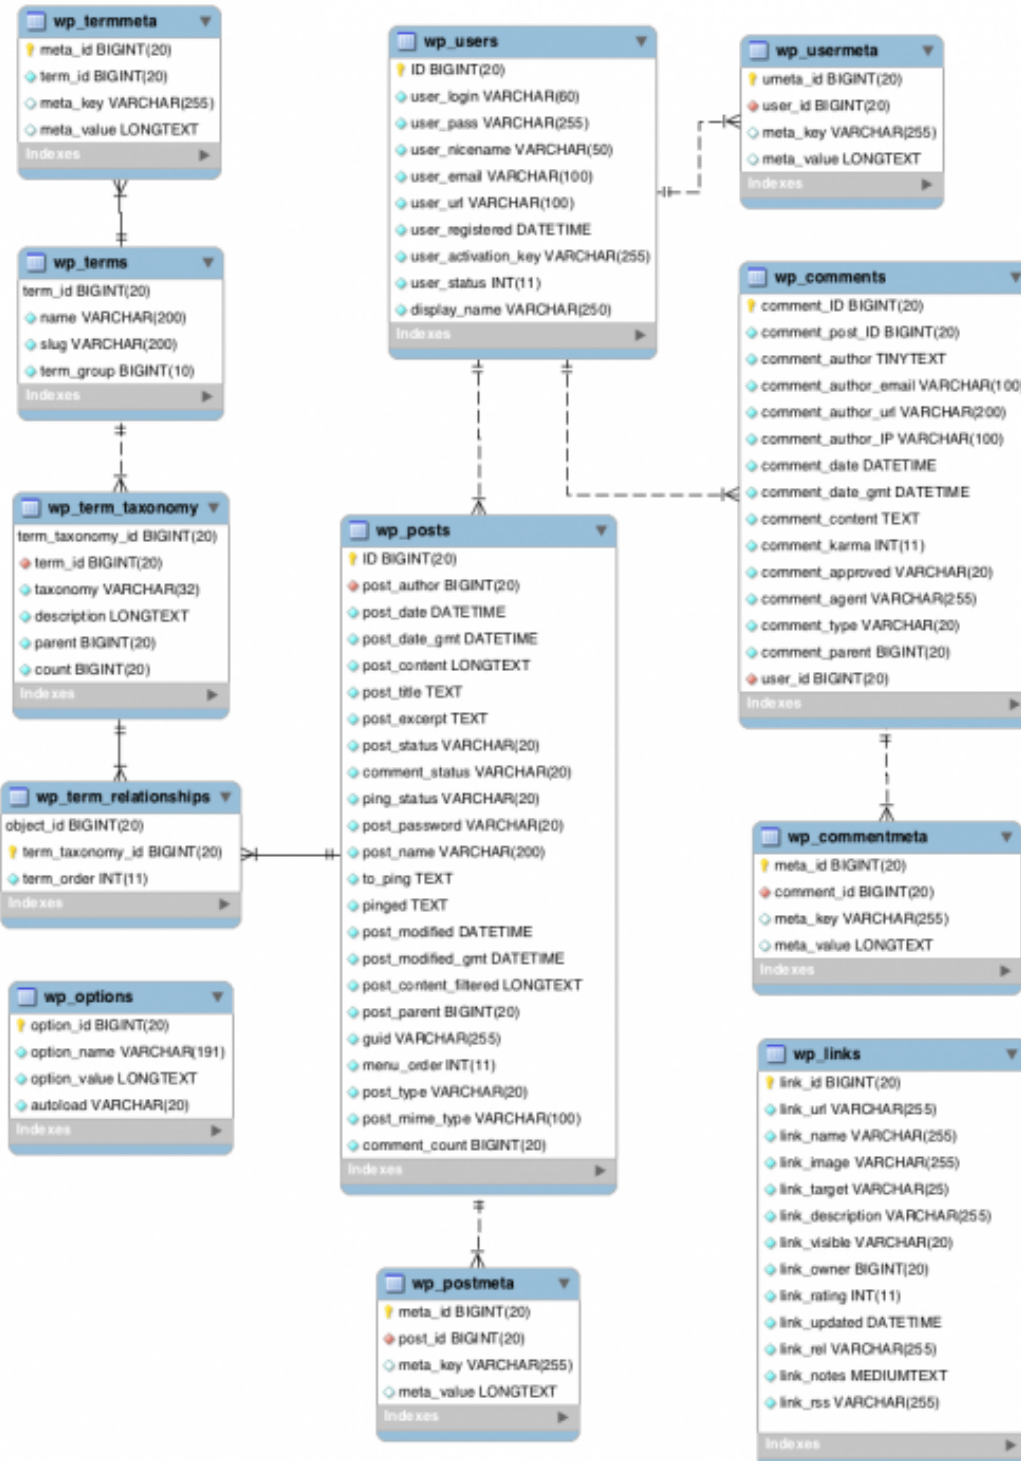 wp_termmeta
meta_id BIGINT(20)
term_id BIGINT(20)
meta_key VARCHAR(255)
meta_value LONGTEXT
Indexes
wp_terms
term_id BIGINT(20)
name VARCHAR(200)
slug VARCHAR(200)
term_group BIGINT(10)
Indexes
wp_term_taxonomy
term_taxonomy_id BIGINT(20)
term_id BIGINT(20)
taxonomy VARCHAR(32)
description LONGTEXT
parent BIGINT(20)
count BIGINT(20)
Indexes
wp_term_relationships
object_id BIGINT(20)
term_taxonomy_id BIGINT(20)
term_order INT(11)
Indexes
wp_options
option_id BIGINT(20)
option_name VARCHAR(191)
option_value LONGTEXT
autoload VARCHAR(20)
Indexes
wp_users
ID BIGINT(20)
user_login VARCHAR(60)
user_pass VARCHAR(255)
user_nicename VARCHAR(50)
user_email VARCHAR(100)
user_url VARCHAR(100)
user_registered DATETIME
user_activation_key VARCHAR(255)
user_status INT(11)
display_name VARCHAR(250)
Indexes
wp_posts
ID BIGINT(20)
post_author BIGINT(20)
post_date DATETIME
post_date_gmt DATETIME
post_content LONGTEXT
post_title TEXT
post_excerpt TEXT
post_status VARCHAR(20)
comment_status VARCHAR(20)
ping_status VARCHAR(20)
post_password VARCHAR(20)
post_name VARCHAR(200)
to_ping TEXT
pinged TEXT
post_modified DATETIME
post_modified_gmt DATETIME
post_content_filtered LONGTEXT
post_parent BIGINT(20)
guid VARCHAR(255)
menu_order INT(11)
post_type VARCHAR(20)
post_mime_type VARCHAR(100)
comment_count BIGINT(20)
Indexes
wp_postmeta
meta_id BIGINT(20)
post_id BIGINT(20)
meta_key VARCHAR(255)
meta_value LONGTEXT
Indexes
wp_usermeta
umeta_id BIGINT(20)
user_id BIGINT(20)
meta_key VARCHAR(255)
meta_value LONGTEXT
Indexes
wp_comments
comment_ID BIGINT(20)
comment_post_ID BIGINT(20)
comment_author TINYTEXT
comment_author_email VARCHAR(100)
comment_author_url VARCHAR(200)
comment_author_IP VARCHAR(100)
comment_date DATETIME
comment_date_gmt DATETIME
comment_content TEXT
comment_karma INT(11)
comment_approved VARCHAR(20)
comment_agent VARCHAR(255)
comment_type VARCHAR(20)
comment_parent BIGINT(20)
user_id BIGINT(20)
Indexes
wp_commentmeta
meta_id BIGINT(20)
comment_id BIGINT(20)
meta_key VARCHAR(255)
meta_value LONGTEXT
Indexes
wp_links
link_id BIGINT(20)
link_url VARCHAR(255)
link_name VARCHAR(255)
link_image VARCHAR(255)
link_target VARCHAR(25)
link_description VARCHAR(255)
link_visible VARCHAR(20)
link_owner BIGINT(20)
link_rating INT(11)
link_updated DATETIME
link_rel VARCHAR(255)
link_notes MEDIUMTEXT
link_rss VARCHAR(255)
Indexes